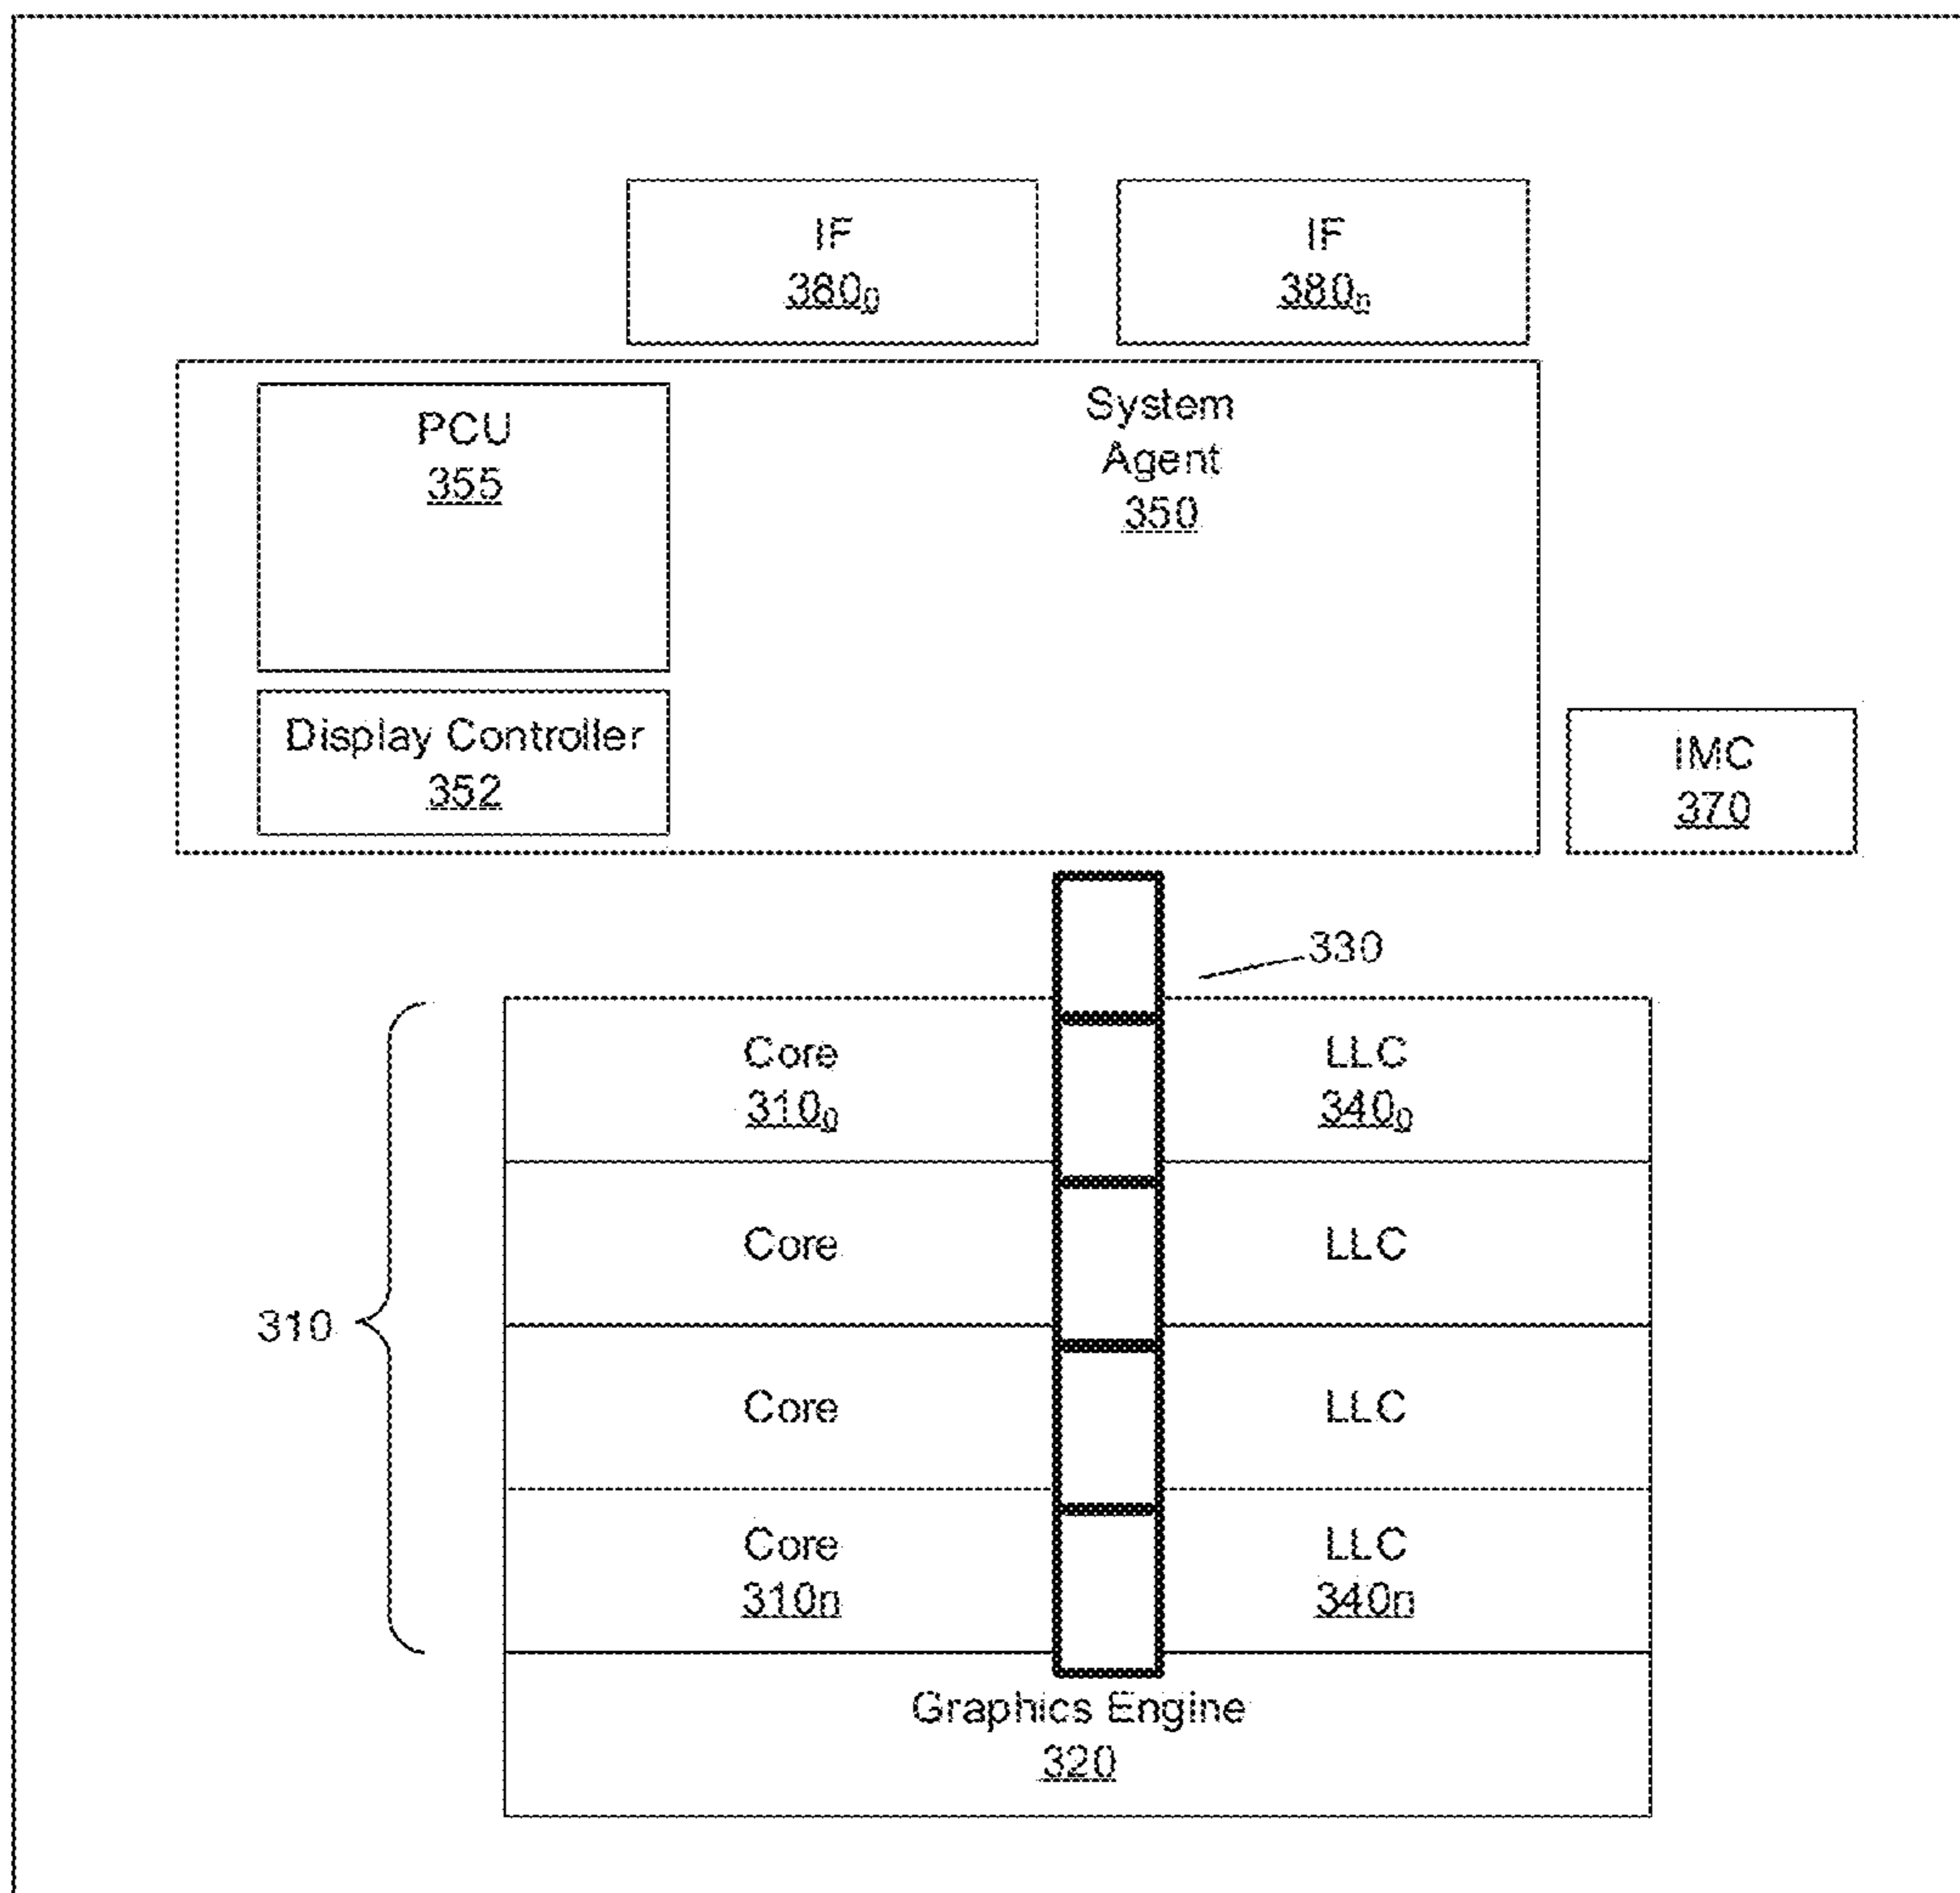 IF
380₀
IF
380ₙ
PCU
355
System
Agent
350
Display Controller
352
IMC
370
330
310
Core
310₀
LLC
340₀
Core
LLC
Core
LLC
Core
310n
LLC
340n
Graphics Engine
320